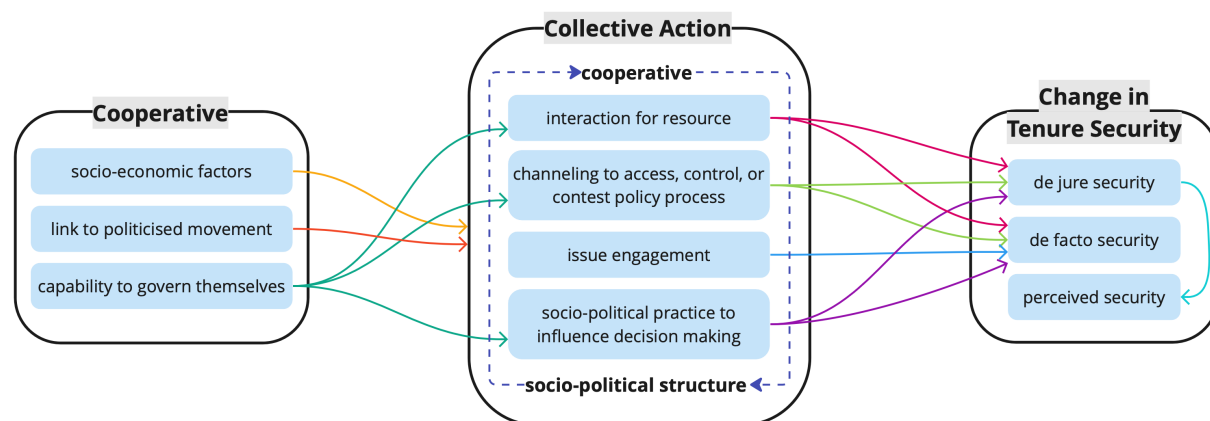 Cooperative
socio-economic factors
link to politicised movement
capability to govern themselves
Collective Action
cooperative
interaction for resource
channeling to access, control, or
contest policy process
issue engagement
socio-political practice to
influence decision making
socio-political structure
Change in
Tenure Security
de jure security
de facto security
perceived security